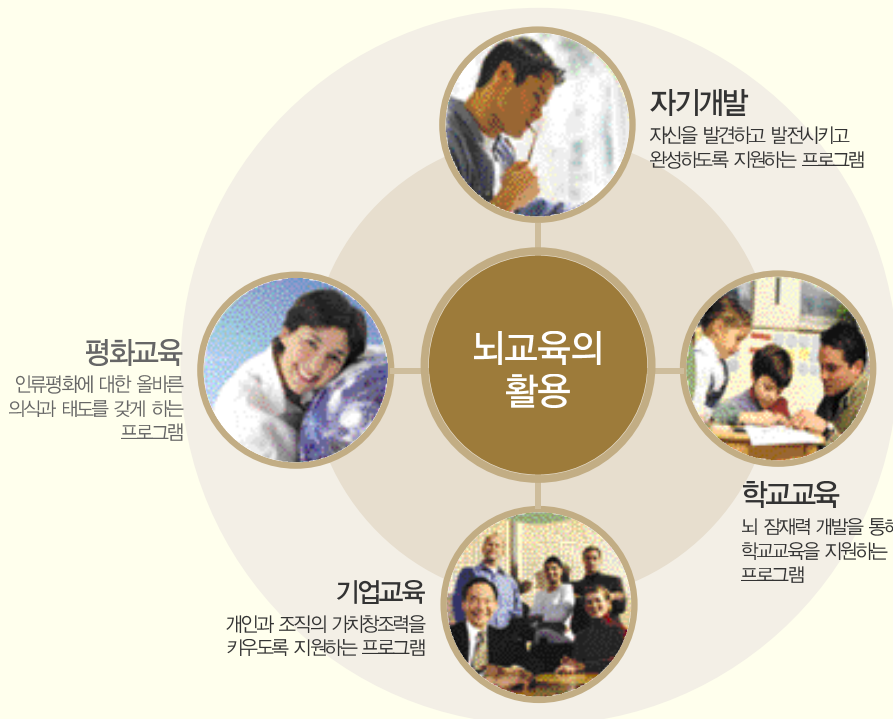 자기개발
자신을 발견하고 발전시키고
완성하도록 지원하는 프로그램
뇌교육의
활용
평화교육
인류평화에 대한 올바른
의식과 태도를 갖게 하는
프로그램
학교교육
뇌 잠재력 개발을 통해
학교교육을 지원하는
프로그램
기업교육
개인과 조직의 가치창조력을
키우도록 지원하는 프로그램